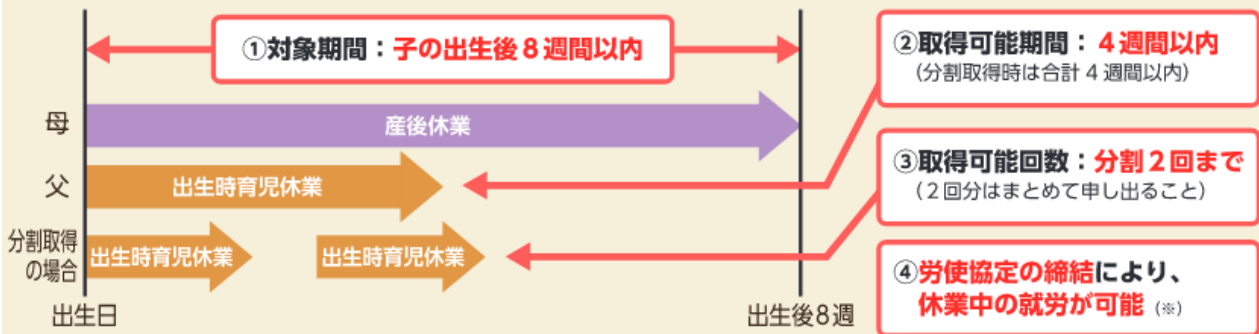 ①対象期間：子の出生後８週間以内
②取得可能期間：４週間以内
（分割取得時は合計４週間以内）
母
産後休業
③取得可能回数：分割２回まで
（２回分はまとめて申し出ること）
父
出生時育児休業
分割取得
の場合
出生時育児休業
出生時育児休業
④労使協定の締結により、
休業中の就労が可能（※）
出生日
出生後８週